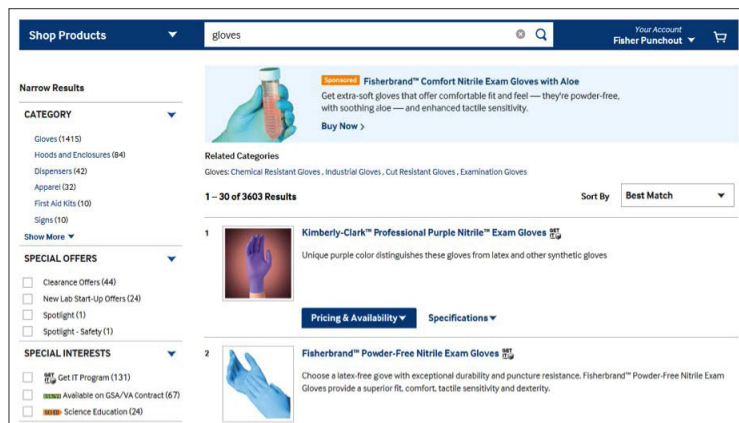 Shop Products
gloves
Your Account
Fisher Punchout
Narrow Results
CATEGORY
Gloves (1415)
Hoods and Enclosures (84)
Dispensers (42)
Apparel (32)
First Aid Kits (10)
Signs (10)
Show More
SPECIAL OFFERS
Clearance Offers (44)
New Lab Start-Up Offers (24)
Spotlight (1)
Spotlight - Safety (1)
SPECIAL INTERESTS
GET IT Get IT Program (131)
Available on GSA/VA Contract (67)
Science Education (24)
Sponsored Fisherbrand™ Comfort Nitrile Exam Gloves with Aloe
Get extra-soft gloves that offer comfortable fit and feel — they're powder-free,
with soothing aloe — and enhanced tactile sensitivity.
Buy Now >
Related Categories
Gloves: Chemical Resistant Gloves , Industrial Gloves , Cut Resistant Gloves , Examination Gloves
1 – 30 of 3603 Results
Sort By Best Match
1 Kimberly-Clark™ Professional Purple Nitrile™ Exam Gloves GET IT
Unique purple color distinguishes these gloves from latex and other synthetic gloves
Pricing & Availability Specifications
2 Fisherbrand™ Powder-Free Nitrile Exam Gloves GET IT
Choose a latex-free glove with exceptional durability and puncture resistance. Fisherbrand™ Powder-Free Nitrile Exam
Gloves provide a superior fit, comfort, tactile sensitivity and dexterity.